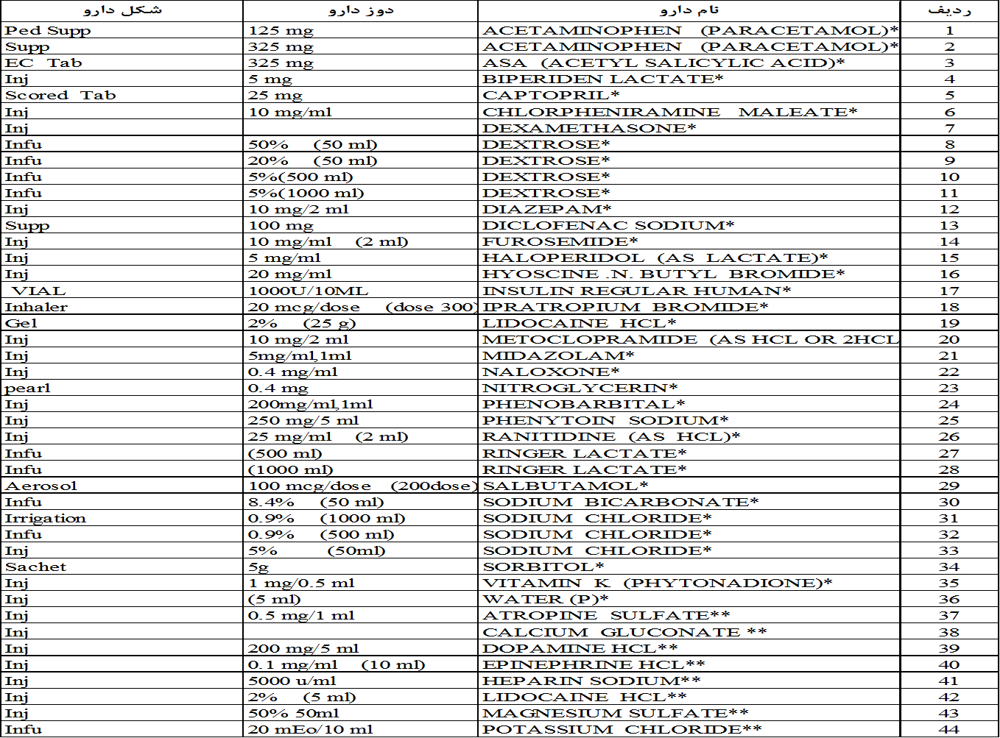 ردیف نام دارو دوز دارو شکل دارو
1 ACETAMINOPHEN (PARACETAMOL)* 125 mg Ped Supp
2 ACETAMINOPHEN (PARACETAMOL)* 325 mg Supp
3 ASA (ACETYL SALICYLIC ACID)* 325 mg EC Tab
4 BIPERIDEN LACTATE* 5 mg Inj
5 CAPTOPRIL* 25 mg Scored Tab
6 CHLORPHENIRAMINE MALEATE* 10 mg/ml Inj
7 DEXAMETHASONE* Inj
8 DEXTROSE* 50% (50 ml) Infu
9 DEXTROSE* 20% (50 ml) Infu
10 DEXTROSE* 5%(500 ml) Infu
11 DEXTROSE* 5%(1000 ml) Infu
12 DIAZEPAM* 10 mg/2 ml Inj
13 DICLOFENAC SODIUM* 100 mg Supp
14 FUROSEMIDE* 10 mg/ml (2 ml) Inj
15 HALOPERIDOL (AS LACTATE)* 5 mg/ml Inj
16 HYOSCINE .N. BUTYL BROMIDE* 20 mg/ml Inj
17 INSULIN REGULAR HUMAN* 1000U/10ML VIAL
18 IPRATROPIUM BROMIDE* 20 mcg/dose (dose 300) Inhaler
19 LIDOCAINE HCL* 2% (25 g) Gel
20 METOCLOPRAMIDE (AS HCL OR 2HCL 10 mg/2 ml Inj
21 MIDAZOLAM* 5mg/ml,1ml Inj
22 NALOXONE* 0.4 mg/ml Inj
23 NITROGLYCERIN* 0.4 mg pearl
24 PHENOBARBITAL* 200mg/ml,1ml Inj
25 PHENYTOIN SODIUM* 250 mg/5 ml Inj
26 RANITIDINE (AS HCL)* 25 mg/ml (2 ml) Inj
27 RINGER LACTATE* (500 ml) Infu
28 RINGER LACTATE* (1000 ml) Infu
29 SALBUTAMOL* 100 mcg/dose (200dose) Aerosol
30 SODIUM BICARBONATE* 8.4% (50 ml) Infu
31 SODIUM CHLORIDE* 0.9% (1000 ml) Irrigation
32 SODIUM CHLORIDE* 0.9% (500 ml) Infu
33 SODIUM CHLORIDE* 5% (50ml) Inj
34 SORBITOL* 5g Sachet
35 VITAMIN K (PHYTONADIONE)* 1 mg/0.5 ml Inj
36 WATER (P)* (5 ml) Inj
37 ATROPINE SULFATE** 0.5 mg/1 ml Inj
38 CALCIUM GLUCONATE ** Inj
39 DOPAMINE HCL** 200 mg/5 ml Inj
40 EPINEPHRINE HCL** 0.1 mg/ml (10 ml) Inj
41 HEPARIN SODIUM** 5000 u/ml Inj
42 LIDOCAINE HCL** 2% (5 ml) Inj
43 MAGNESIUM SULFATE** 50% 50ml Inj
44 POTASSIUM CHLORIDE** 20 mEo/10 ml Infu